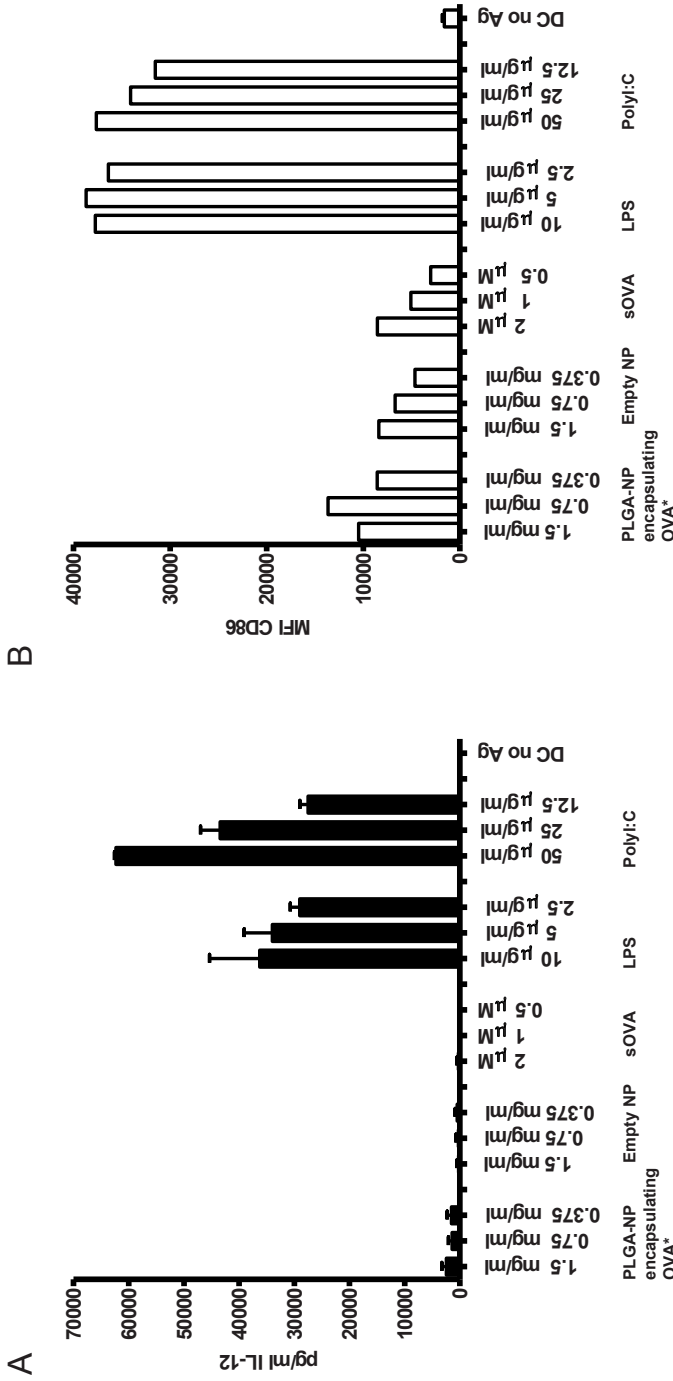 A
pg/ml IL-12
70000
60000
50000
40000
30000
20000
10000
0
1.5 mg/ml
0.75 mg/ml
0.375 mg/ml
1.5 mg/ml
0.75 mg/ml
0.375 mg/ml
2 µM
1 µM
0.5 µM
10 µg/ml
5 µg/ml
2.5 µg/ml
50 µg/ml
25 µg/ml
12.5 µg/ml
DC no Ag
PLGA-NP
encapsulating
OVA*
Empty NP
sOVA
LPS
PolyI:C
B
MFI CD86
40000
30000
20000
10000
0
1.5 mg/ml
0.75 mg/ml
0.375 mg/ml
1.5 mg/ml
0.75 mg/ml
0.375 mg/ml
2 µM
1 µM
0.5 µM
10 µg/ml
5 µg/ml
2.5 µg/ml
50 µg/ml
25 µg/ml
12.5 µg/ml
DC no Ag
PLGA-NP
encapsulating
OVA*
Empty NP
sOVA
LPS
PolyI:C